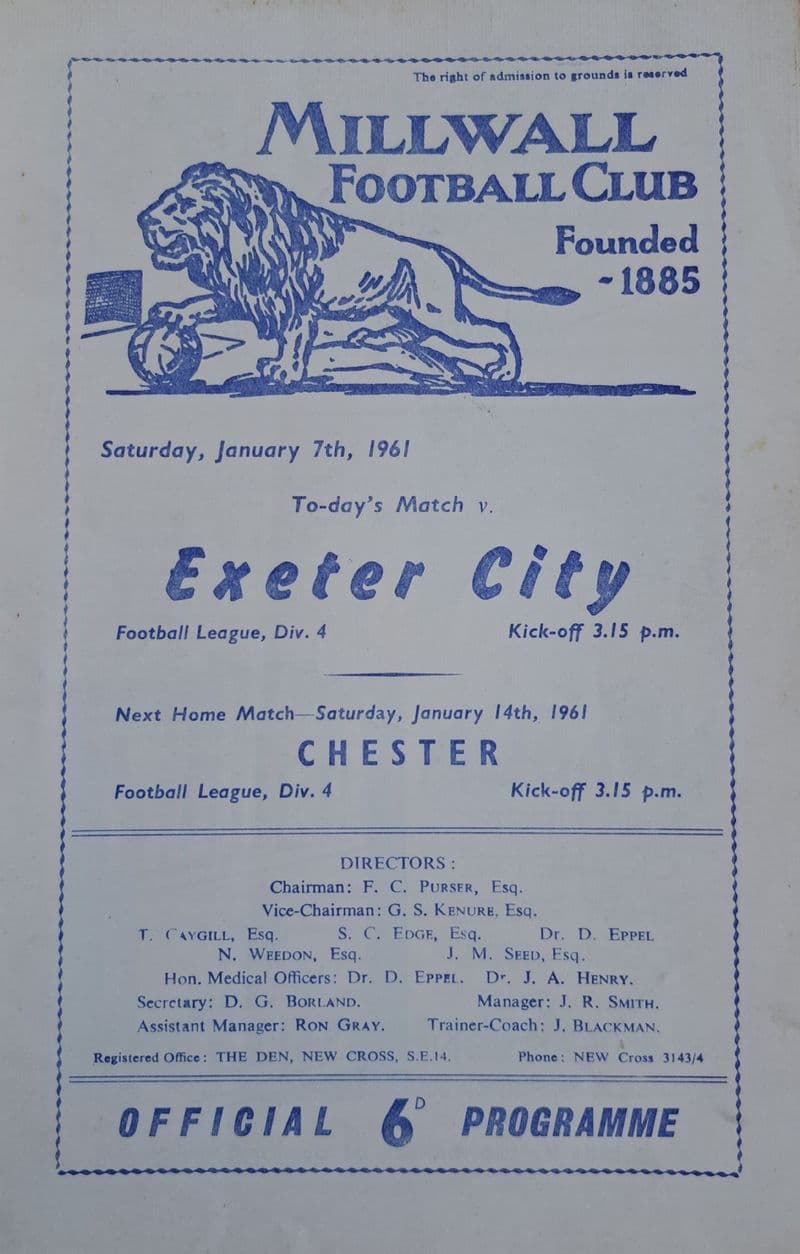 The right of admission to grounds is reserved
MILLWALL
FOOTBALL CLUB
Founded
~1885
Saturday, January 7th, 1961
To-day's Match v.
Exeter City
Football League, Div. 4 Kick-off 3.15 p.m.
Next Home Match—Saturday, January 14th, 1961
CHESTER
Football League, Div. 4 Kick-off 3.15 p.m.
DIRECTORS :
Chairman: F. C. PURSER, Esq.
Vice-Chairman: G. S. KENURE, Esq.
T. CAYGILL, Esq. S. C. EDGE, Esq. Dr. D. EPPEL
N. WEEDON, Esq. J. M. SEED, Esq.
Hon. Medical Officers: Dr. D. EPPEL. Dr. J. A. HENRY.
Secretary: D. G. BORLAND. Manager: J. R. SMITH.
Assistant Manager: RON GRAY. Trainer-Coach: J. BLACKMAN.
Registered Office: THE DEN, NEW CROSS, S.E.14. Phone: NEW Cross 3143/4
OFFICIAL 6D PROGRAMME